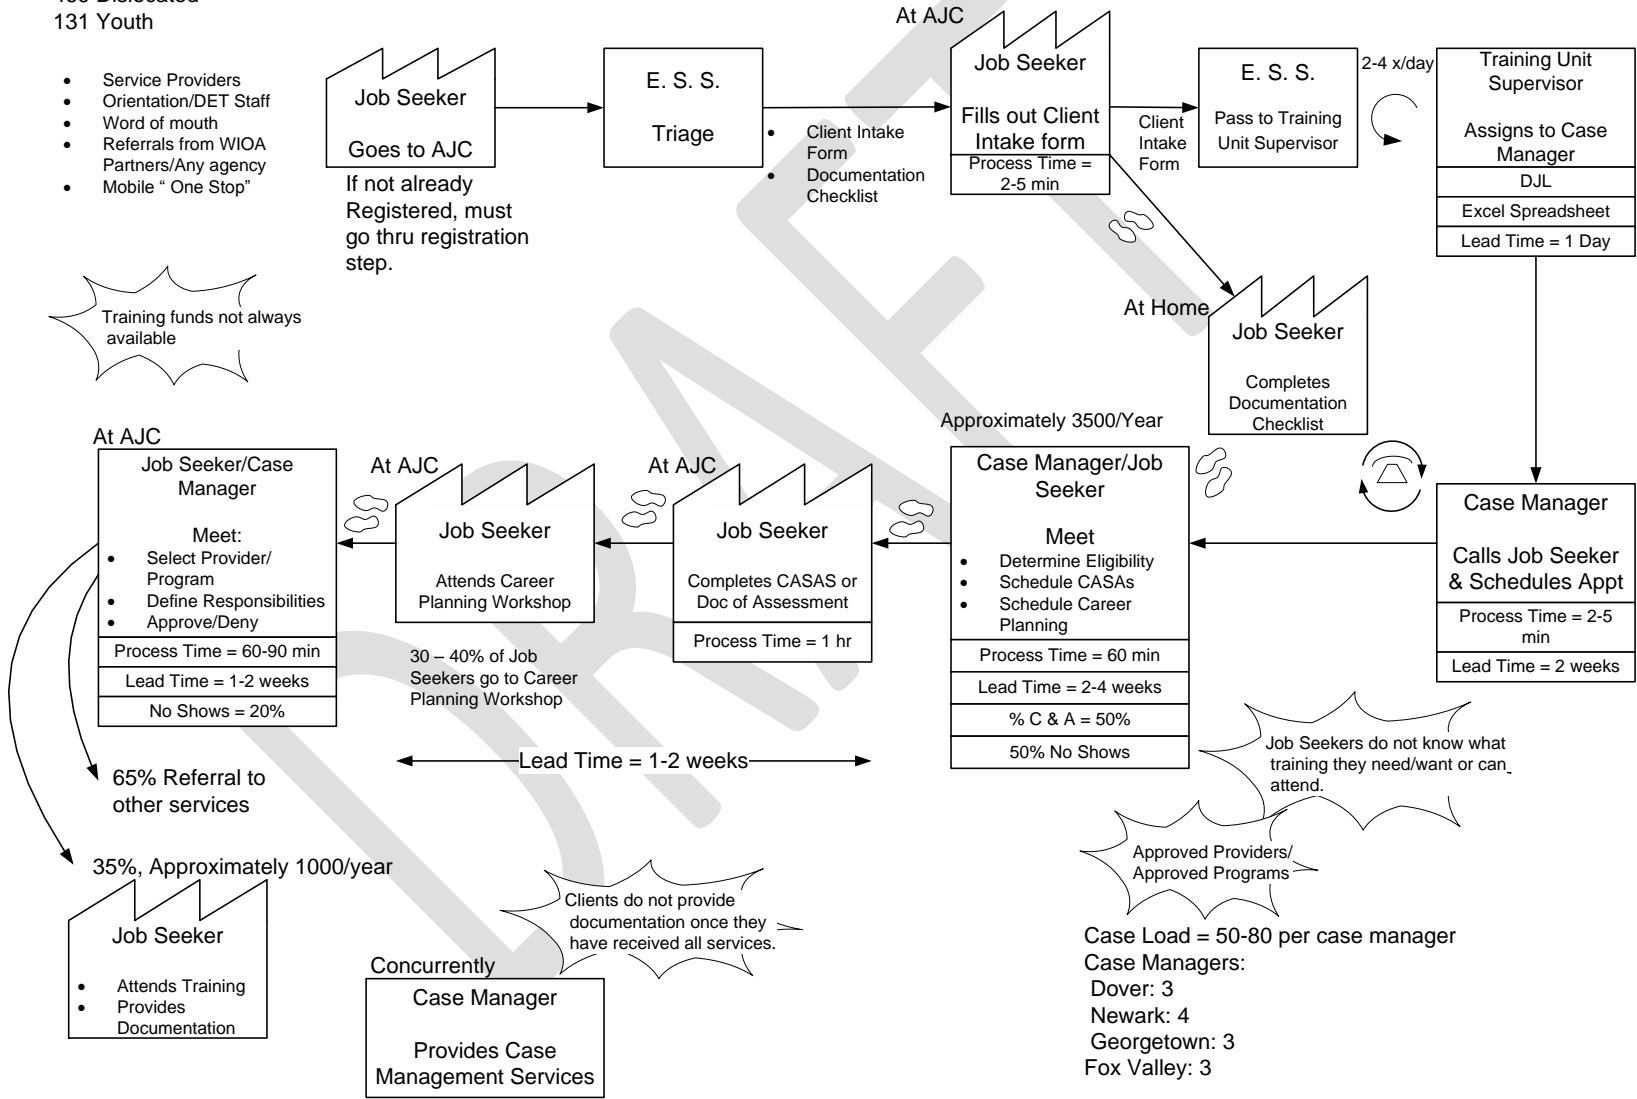 131 Youth
• Service Providers
• Orientation/DET Staff
• Word of mouth
• Referrals from WIOA
Partners/Any agency
• Mobile “ One Stop”
Job Seeker
Goes to AJC
If not already
Registered, must
go thru registration
step.
E. S. S.
Triage
• Client Intake
Form
• Documentation
Checklist
At AJC
Job Seeker
Fills out Client
Intake form
Process Time =
2-5 min
Client
Intake
Form
E. S. S.
Pass to Training
Unit Supervisor
2-4 x/day
Training Unit
Supervisor
Assigns to Case
Manager
DJL
Excel Spreadsheet
Lead Time = 1 Day
Training funds not always
available
At Home
Job Seeker
Completes
Documentation
Checklist
Case Manager
Calls Job Seeker
& Schedules Appt
Process Time = 2-5
min
Lead Time = 2 weeks
Approximately 3500/Year
Case Manager/Job
Seeker
Meet
• Determine Eligibility
• Schedule CASAs
• Schedule Career
Planning
Process Time = 60 min
Lead Time = 2-4 weeks
% C & A = 50%
50% No Shows
At AJC
Job Seeker
Completes CASAS or
Doc of Assessment
Process Time = 1 hr
At AJC
Job Seeker
Attends Career
Planning Workshop
30 – 40% of Job
Seekers go to Career
Planning Workshop
Lead Time = 1-2 weeks
At AJC
Job Seeker/Case
Manager
Meet:
• Select Provider/
Program
• Define Responsibilities
• Approve/Deny
Process Time = 60-90 min
Lead Time = 1-2 weeks
No Shows = 20%
65% Referral to
other services
35%, Approximately 1000/year
Job Seeker
• Attends Training
• Provides
Documentation
Concurrently
Case Manager
Provides Case
Management Services
Clients do not provide
documentation once they
have received all services.
Job Seekers do not know what
training they need/want or can
attend.
Approved Providers/
Approved Programs
Case Load = 50-80 per case manager
Case Managers:
Dover: 3
Newark: 4
Georgetown: 3
Fox Valley: 3
DRAFT